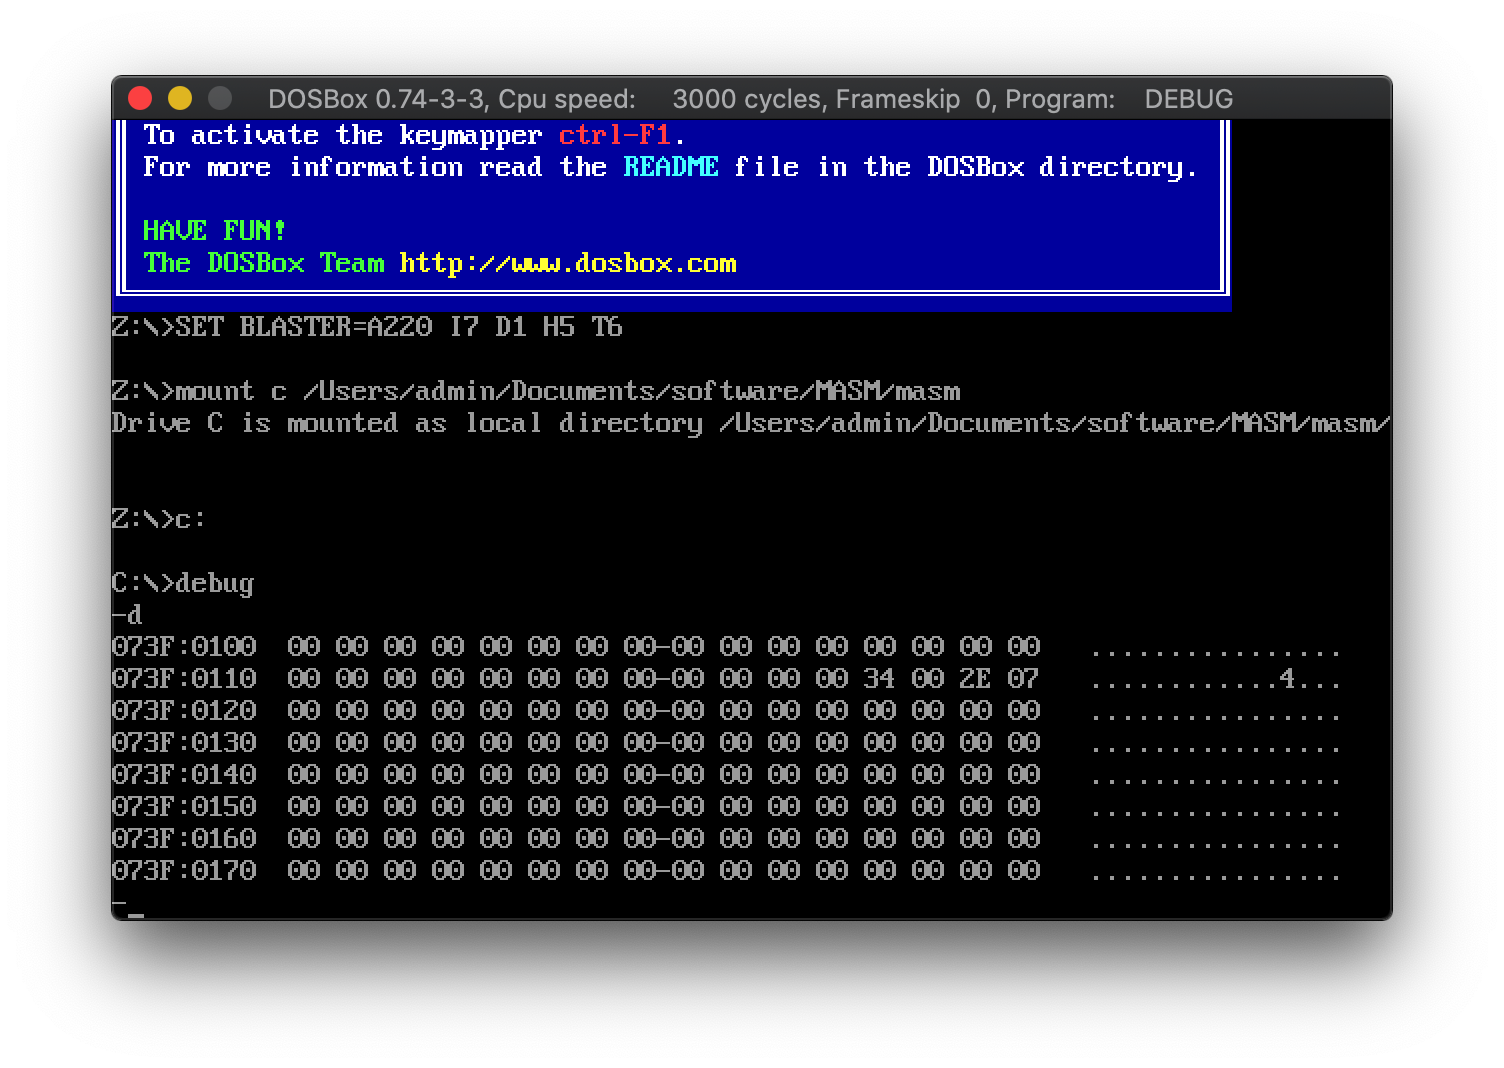 DOSBox 0.74-3-3, Cpu speed:     3000 cycles, Frameskip  0, Program:    DEBUG
To activate the keymapper ctrl-F1.
For more information read the README file in the DOSBox directory.
HAVE FUN!
The DOSBox Team http://www.dosbox.com
Z:\>SET BLASTER=A220 I7 D1 H5 T6
Z:\>mount c /Users/admin/Documents/software/MASM/masm
Drive C is mounted as local directory /Users/admin/Documents/software/MASM/masm/
Z:\>c:
C:\>debug
-d
073F:0100  00 00 00 00 00 00 00 00-00 00 00 00 00 00 00 00   ................
073F:0110  00 00 00 00 00 00 00 00-00 00 00 00 34 00 2E 07   ............4...
073F:0120  00 00 00 00 00 00 00 00-00 00 00 00 00 00 00 00   ................
073F:0130  00 00 00 00 00 00 00 00-00 00 00 00 00 00 00 00   ................
073F:0140  00 00 00 00 00 00 00 00-00 00 00 00 00 00 00 00   ................
073F:0150  00 00 00 00 00 00 00 00-00 00 00 00 00 00 00 00   ................
073F:0160  00 00 00 00 00 00 00 00-00 00 00 00 00 00 00 00   ................
073F:0170  00 00 00 00 00 00 00 00-00 00 00 00 00 00 00 00   ................
-_